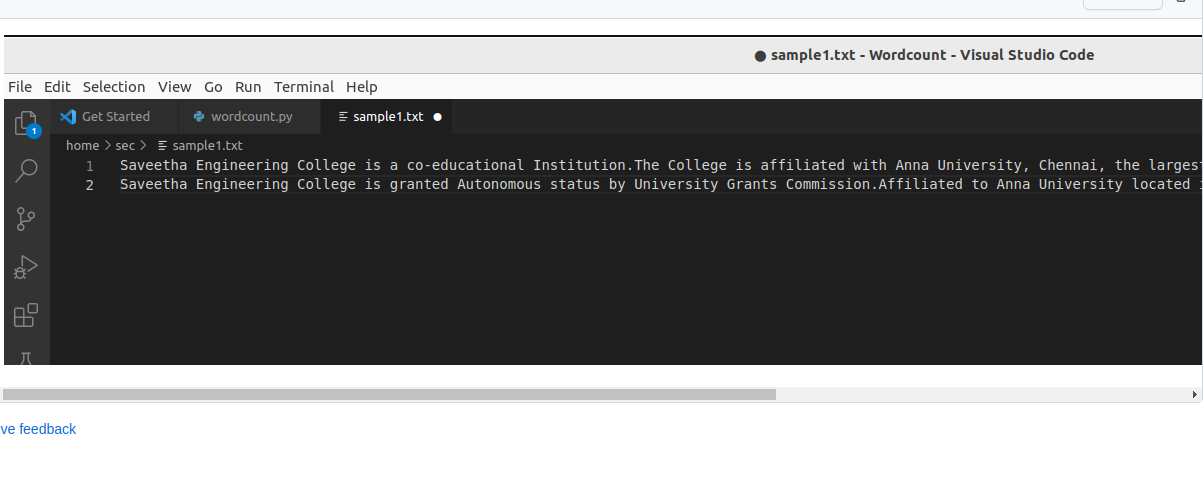 ● sample1.txt - Wordcount - Visual Studio Code
File Edit Selection View Go Run Terminal Help
1
Get Started
wordcount.py
sample1.txt ●
home > sec > sample1.txt
1 Saveetha Engineering College is a co-educational Institution.The College is affiliated with Anna University, Chennai, the largest
2 Saveetha Engineering College is granted Autonomous status by University Grants Commission.Affiliated to Anna University located
ve feedback